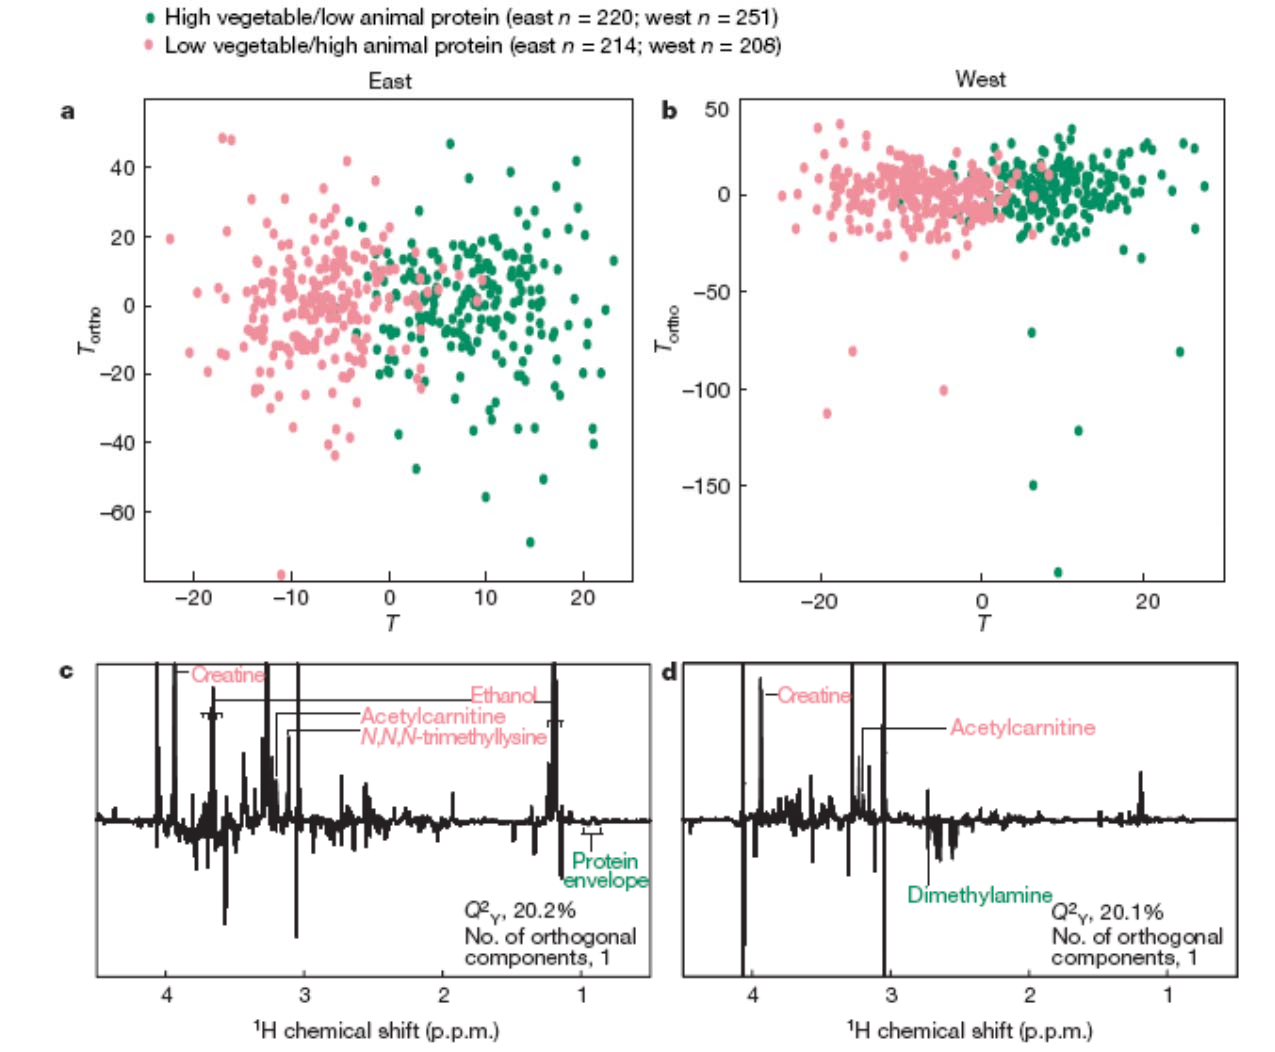 High vegetable/low animal protein (east n = 220; west n = 251)
Low vegetable/high animal protein (east n = 214; west n = 206)
East
West
a
b
40
20
0
−20
−40
−60
Tortho
−20 −10 0 10 20
T
50
0
−50
−100
−150
Tortho
−20 0 20
T
c
Creatine
Ethanol
Acetylcarnitine
N,N,N-trimethyllysine
Protein
envelope
Q²Y, 20.2%
No. of orthogonal
components, 1
4 3 2 1
¹H chemical shift (p.p.m.)
d
Creatine
Acetylcarnitine
Dimethylamine
Q²Y, 20.1%
No. of orthogonal
components, 1
4 3 2 1
¹H chemical shift (p.p.m.)